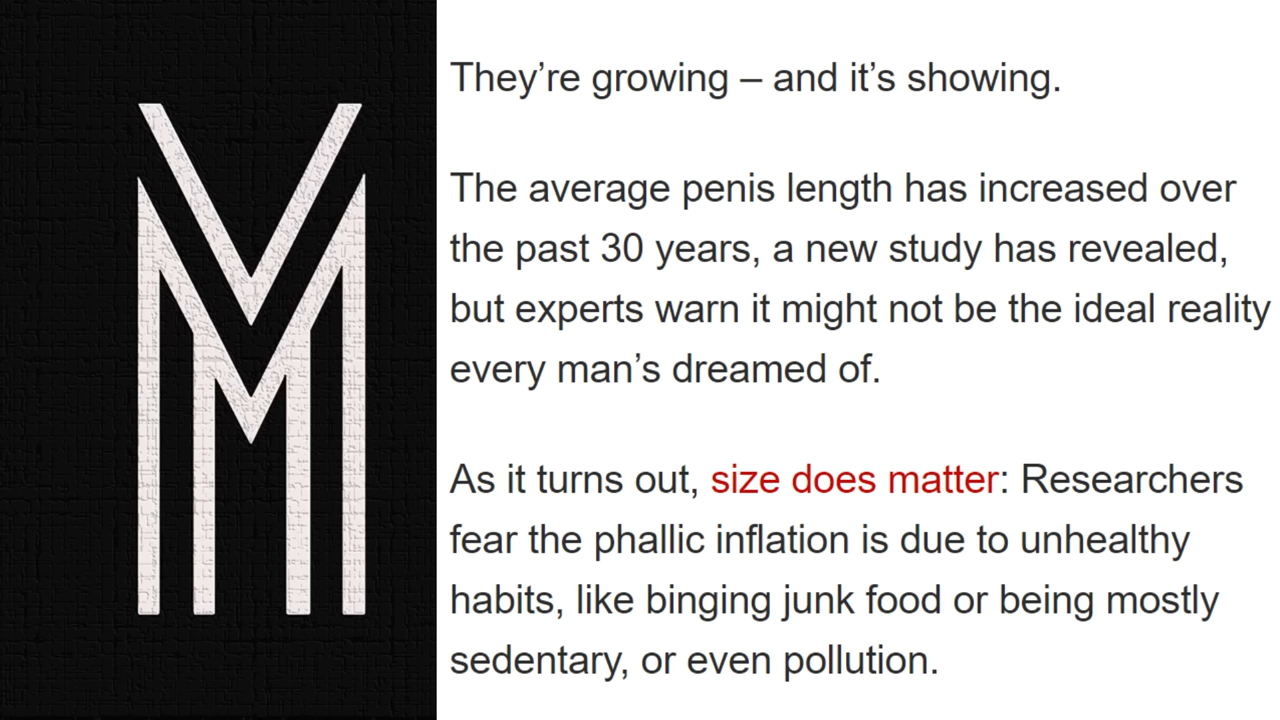 They’re growing – and it’s showing.
The average penis length has increased over
the past 30 years, a new study has revealed,
but experts warn it might not be the ideal reality
every man’s dreamed of.
As it turns out, size does matter: Researchers
fear the phallic inflation is due to unhealthy
habits, like binging junk food or being mostly
sedentary, or even pollution.